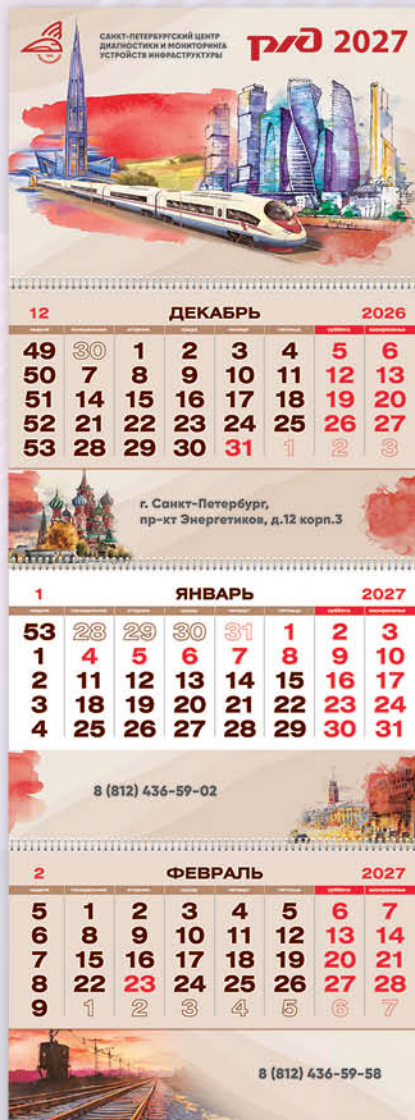 САНКТ-ПЕТЕРБУРГСКИЙ ЦЕНТР
ДИАГНОСТИКИ И МОНИТОРИНГА
УСТРОЙСТВ ИНФРАСТРУКТУРЫ
РЖД 2027
12 ДЕКАБРЬ 2026
49 30 1 2 3 4 5 6
50 7 8 9 10 11 12 13
51 14 15 16 17 18 19 20
52 21 22 23 24 25 26 27
53 28 29 30 31 1 2 3
г. Санкт-Петербург,
пр-кт Энергетиков, д.12 корп.3
1 ЯНВАРЬ 2027
53 28 29 30 31 1 2 3
1 4 5 6 7 8 9 10
2 11 12 13 14 15 16 17
3 18 19 20 21 22 23 24
4 25 26 27 28 29 30 31
8 (812) 436-59-02
2 ФЕВРАЛЬ 2027
5 1 2 3 4 5 6 7
6 8 9 10 11 12 13 14
7 15 16 17 18 19 20 21
8 22 23 24 25 26 27 28
9 1 2 3 4 5 6 7
8 (812) 436-59-58